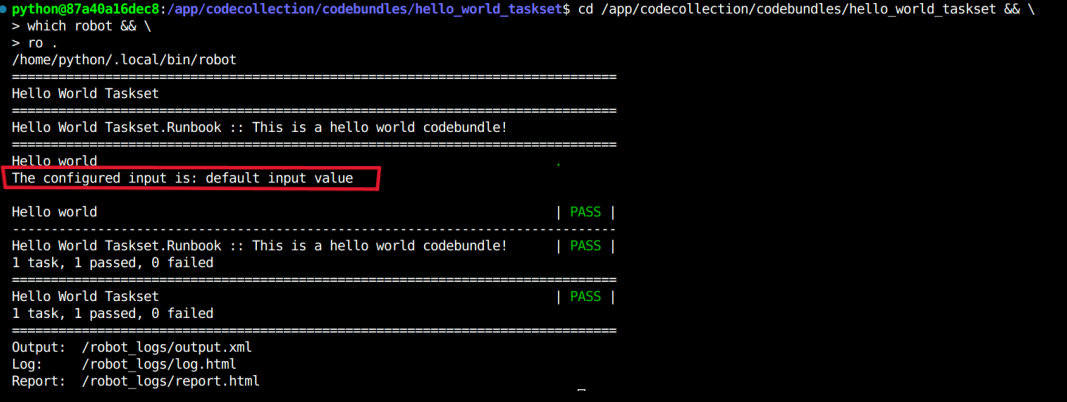 python@87a40a16dec8:/app/codecollection/codebundles/hello_world_taskset$ cd /app/codecollection/codebundles/hello_world_taskset && \
> which robot && \
> ro .
/home/python/.local/bin/robot
==============================================================================
Hello World Taskset
==============================================================================
Hello World Taskset.Runbook :: This is a hello world codebundle!
==============================================================================
Hello world .
The configured input is: default input value
Hello world | PASS |
------------------------------------------------------------------------------
Hello World Taskset.Runbook :: This is a hello world codebundle! | PASS |
1 task, 1 passed, 0 failed
==============================================================================
Hello World Taskset | PASS |
1 task, 1 passed, 0 failed
==============================================================================
Output: /robot_logs/output.xml
Log: /robot_logs/log.html
Report: /robot_logs/report.html